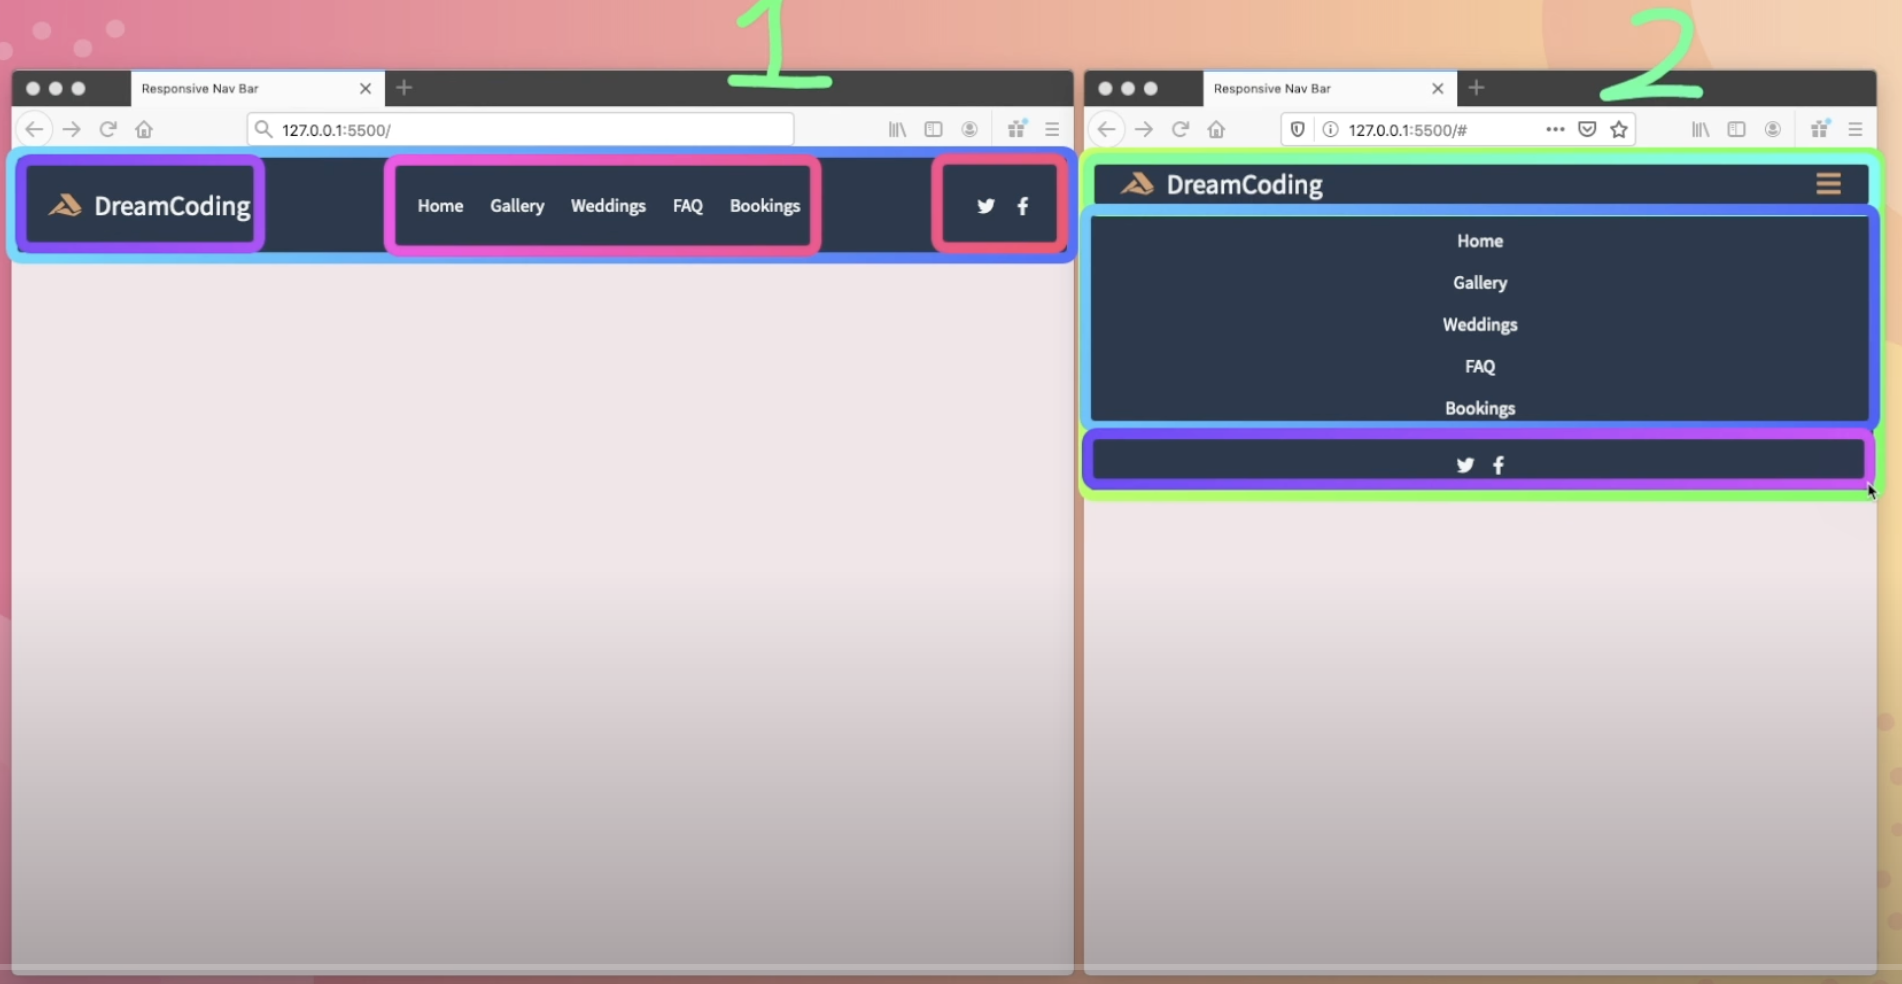 1
Responsive Nav Bar
127.0.0.1:5500/
DreamCoding
Home Gallery Weddings FAQ Bookings
2
Responsive Nav Bar
127.0.0.1:5500/#
DreamCoding
Home
Gallery
Weddings
FAQ
Bookings